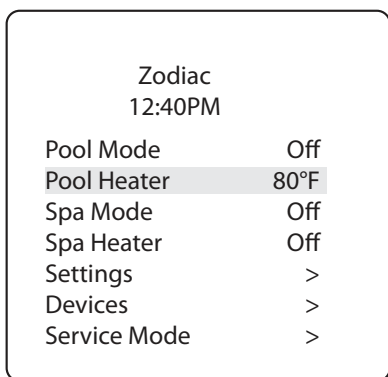 Zodiac
12:40PM
Pool Mode Off
Pool Heater 80°F
Spa Mode Off
Spa Heater Off
Settings >
Devices >
Service Mode >